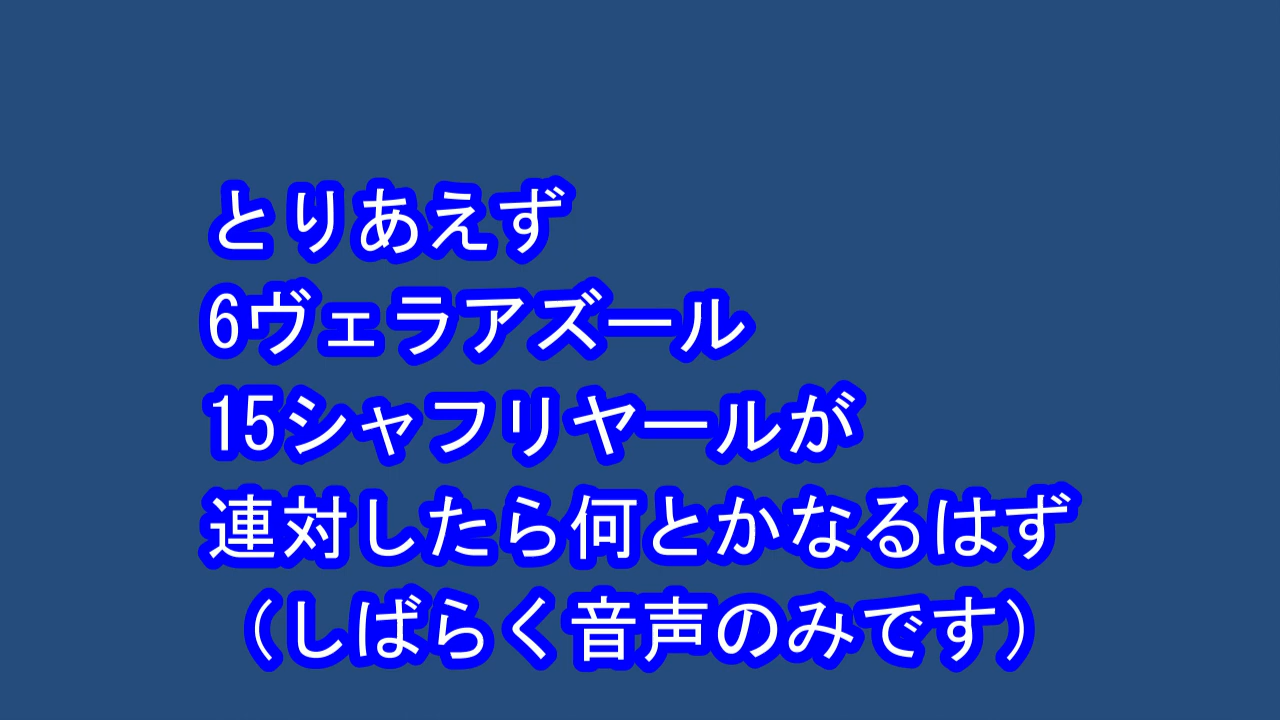 とりあえず
6ヴェラアズール
15シャフリヤールが
連対したら何とかなるはず
（しばらく音声のみです）